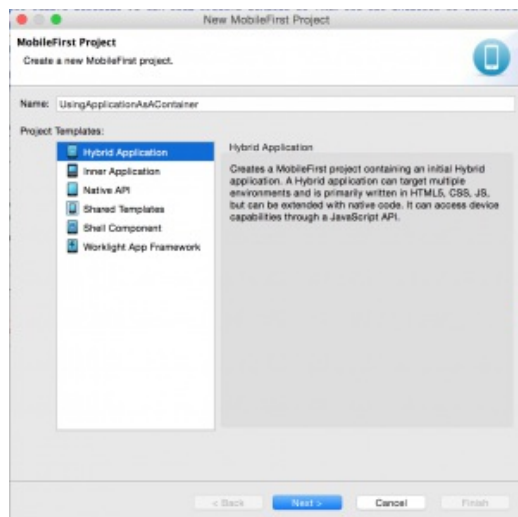 New MobileFirst Project
MobileFirst Project
Create a new MobileFirst project.
Name: UsingApplicationAsAContainer
Project Templates:
Hybrid Application
Inner Application
Native API
Shared Templates
Shell Component
Worklight App Framework
Hybrid Application
Creates a MobileFirst project containing an initial Hybrid
application. A Hybrid application can target multiple
environments and is primarily written in HTML5, CSS, JS,
but can be extended with native code. It can access device
capabilities through a JavaScript API.
< Back
Next >
Cancel
Finish